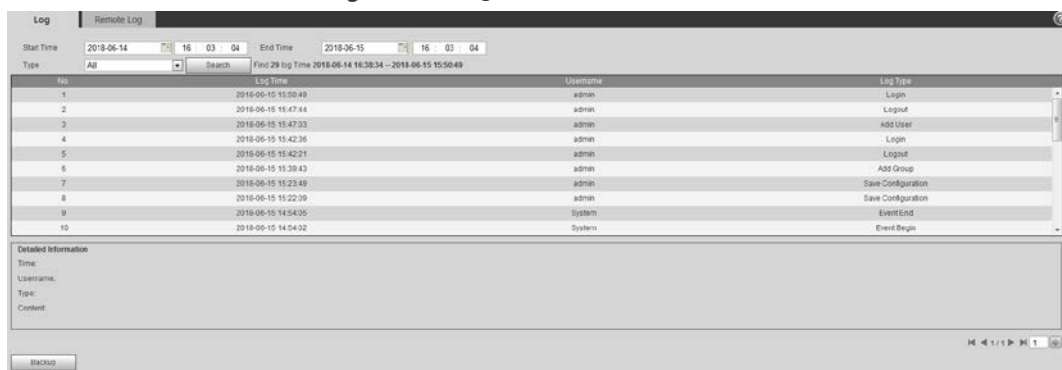 Log Remote Log
Start Time 2018-06-14 16 : 03 : 04 End Time 2018-06-15 16 : 03 : 04
Type All Search Find 29 log Time 2018-06-14 16:38:34 -- 2018-06-15 15:50:49
No. Log Time Username Log Type
1 2018-06-15 15:50:49 admin Login
2 2018-06-15 15:47:44 admin Logout
3 2018-06-15 15:47:33 admin Add User
4 2018-06-15 15:42:36 admin Login
5 2018-06-15 15:42:21 admin Logout
6 2018-06-15 15:39:43 admin Add Group
7 2018-06-15 15:23:49 admin Save Configuration
8 2018-06-15 15:22:39 admin Save Configuration
9 2018-06-15 14:54:35 System Event End
10 2018-06-15 14:54:32 System Event Begin
Detailed Information
Time:
Username:
Type:
Content:
1/1 1
Backup